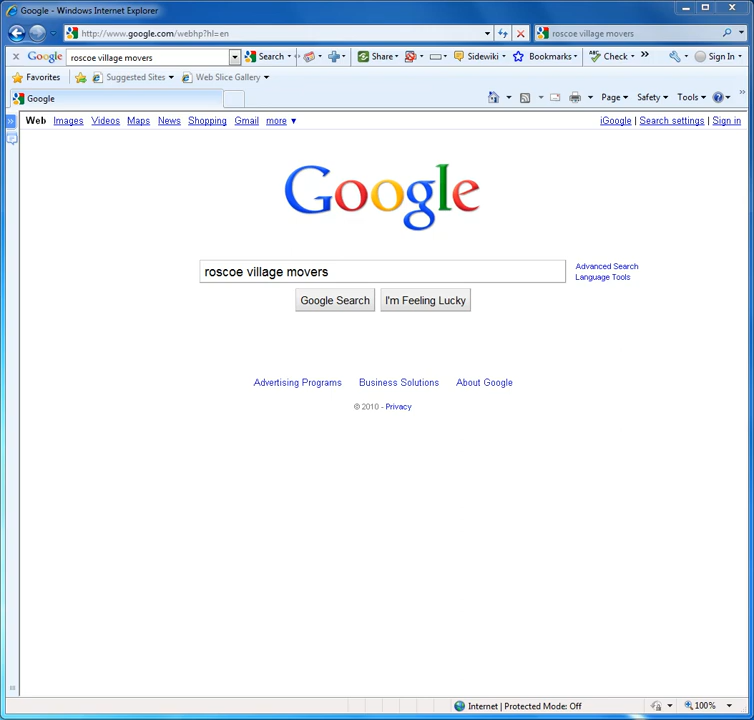 Google - Windows Internet Explorer
http://www.google.com/webhp?hl=en
roscoe village movers
Google
roscoe village movers
Search
Share
Sidewiki
Bookmarks
Check
Sign In
Favorites
Suggested Sites
Web Slice Gallery
Google
Page
Safety
Tools
Web Images Videos Maps News Shopping Gmail more ▼
iGoogle | Search settings | Sign in
Google
roscoe village movers
Advanced Search
Language Tools
Google Search
I'm Feeling Lucky
Advertising Programs
Business Solutions
About Google
© 2010 - Privacy
Internet | Protected Mode: Off
100%